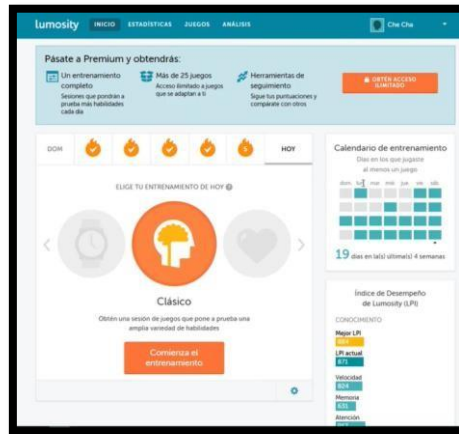 lumosity INICIO ESTADÍSTICAS JUEGOS ANÁLISIS Cha Cha
Pásate a Premium y obtendrás:
Un entrenamiento
completo
Sesiones que pondrán a
prueba más habilidades
cada día
Más de 25 juegos
Acceso ilimitado a juegos
que se adaptan a ti
Herramientas de
seguimiento
Sigue tus puntuaciones y
compárate con otros
OBTÉN ACCESO
ILIMITADO
DOM 5 HOY
ELIGE TU ENTRENAMIENTO DE HOY
Clásico
Obtén una sesión de juegos que pone a prueba una
amplia variedad de habilidades
Comienza el
entrenamiento
Calendario de entrenamiento
Días en los que jugaste
al menos un juego
dom lun mar mié jue vie sáb
19 días en la(s) última(s) 4 semanas
Índice de Desempeño
de Lumosity (LPI)
CONOCIMIENTO
Mejor LPI
LPI actual
871
Velocidad
Memoria
631
Atención